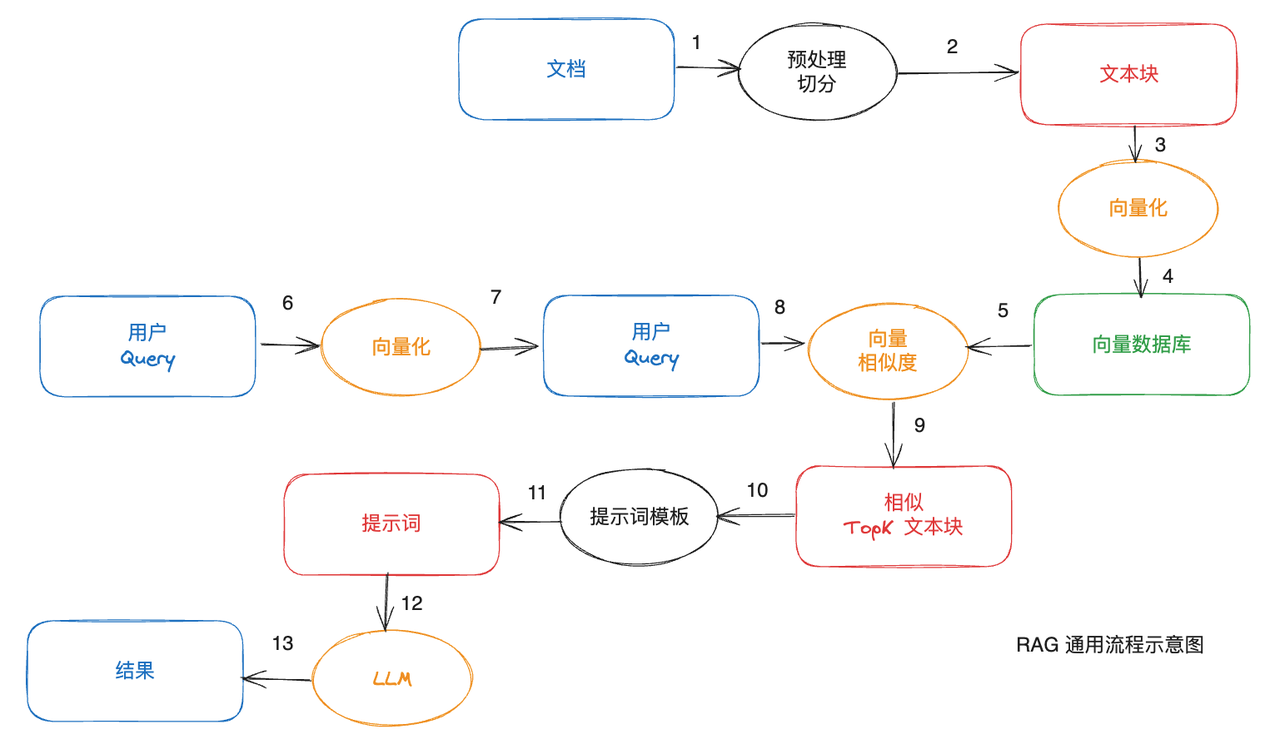 1
2
文档
预处理
切分
文本块
3
向量化
4
6
7
8
5
用户
Query
向量化
用户
Query
向量
相似度
向量数据库
9
11
10
提示词
提示词模板
相似
TopK 文本块
12
13
结果
LLM
RAG 通用流程示意图